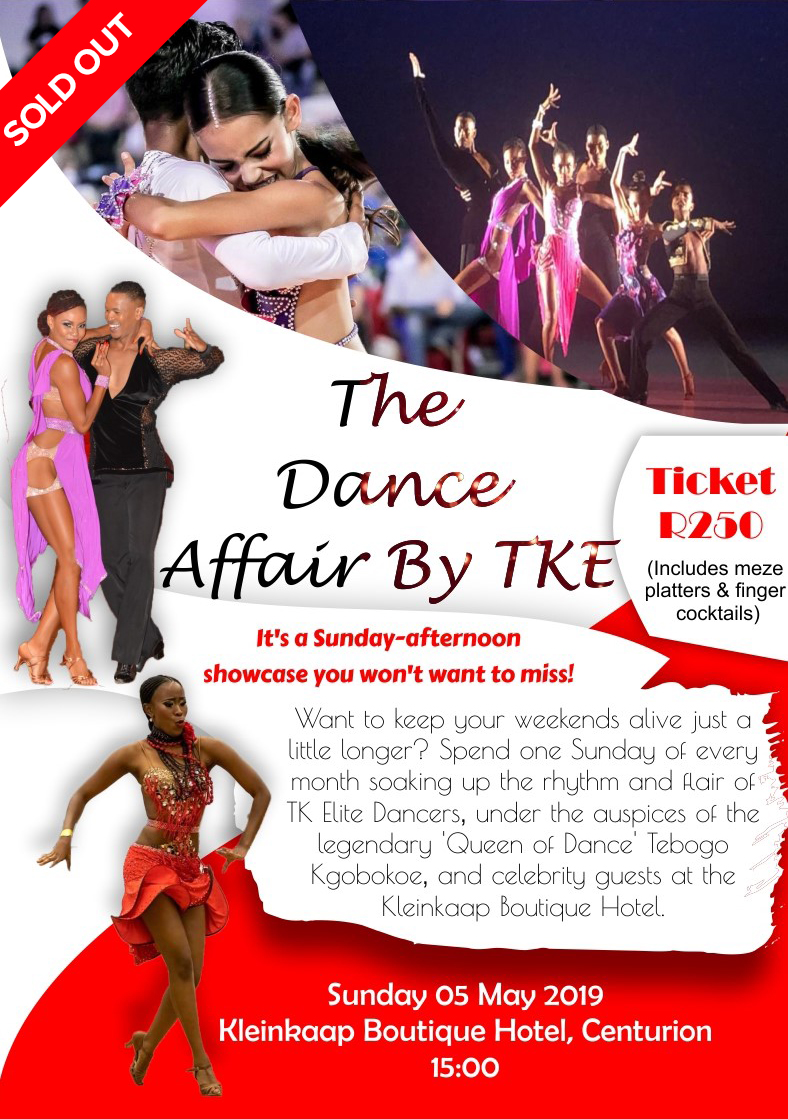 SOLD OUT
The
Dance
Affair By TKE
Ticket
R250
(Includes meze
platters & finger
cocktails)
It's a Sunday-afternoon
showcase you won't want to miss!
Want to keep your weekends alive just a
little longer? Spend one Sunday of every
month soaking up the rhythm and flair of
TK Elite Dancers, under the auspices of the
legendary 'Queen of Dance' Tebogo
Kgobokoe, and celebrity guests at the
Kleinkaap Boutique Hotel.
Sunday 05 May 2019
Kleinkaap Boutique Hotel, Centurion
15:00